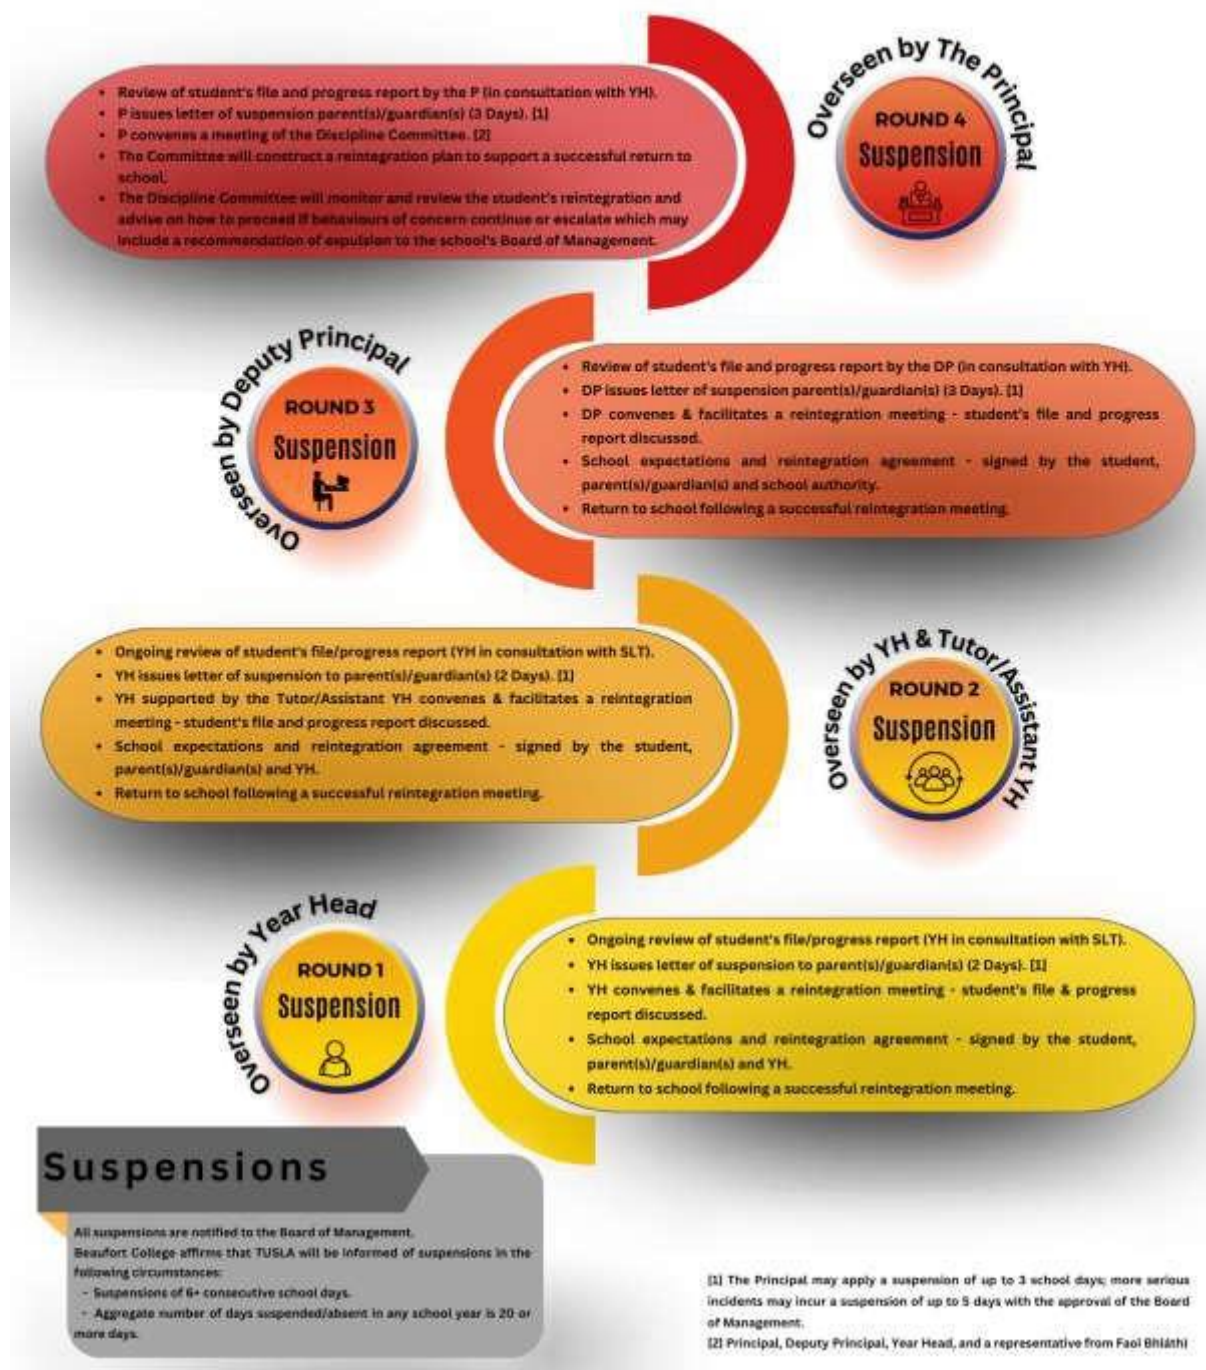 Overseen by The Principal
ROUND 4
Suspension
• Review of student's file and progress report by the P (in consultation with YH).
• P issues letter of suspension parent(s)/guardian(s) (3 Days). [1]
• P convenes a meeting of the Discipline Committee. [2]
• The Committee will construct a reintegration plan to support a successful return to
school.
• The Discipline Committee will monitor and review the student's reintegration and
advise on how to proceed if behaviours of concern continue or escalate which may
include a recommendation of expulsion to the school's Board of Management.
Overseen by Deputy Principal
ROUND 3
Suspension
• Review of student's file and progress report by the DP (in consultation with YH).
• DP issues letter of suspension parent(s)/guardian(s) (3 Days). [1]
• DP convenes & facilitates a reintegration meeting - student's file and progress
report discussed.
• School expectations and reintegration agreement - signed by the student,
parent(s)/guardian(s) and school authority.
• Return to school following a successful reintegration meeting.
Overseen by YH & Tutor/Assistant YH
ROUND 2
Suspension
• Ongoing review of student's file/progress report (YH in consultation with SLT).
• YH issues letter of suspension to parent(s)/guardian(s) (2 Days). [1]
• YH supported by the Tutor/Assistant YH convenes & facilitates a reintegration
meeting - student's file and progress report discussed.
• School expectations and reintegration agreement - signed by the student,
parent(s)/guardian(s) and YH.
• Return to school following a successful reintegration meeting.
Overseen by Year Head
ROUND 1
Suspension
• Ongoing review of student's file/progress report (YH in consultation with SLT).
• YH issues letter of suspension to parent(s)/guardian(s) (2 Days). [1]
• YH convenes & facilitates a reintegration meeting - student's file & progress
report discussed.
• School expectations and reintegration agreement - signed by the student,
parent(s)/guardian(s) and YH.
• Return to school following a successful reintegration meeting.
Suspensions
All suspensions are notified to the Board of Management.
Beaufort College affirms that TUSLA will be informed of suspensions in the
following circumstances:
- Suspensions of 6+ consecutive school days.
- Aggregate number of days suspended/absent in any school year is 20 or
more days.
[1] The Principal may apply a suspension of up to 3 school days; more serious
incidents may incur a suspension of up to 5 days with the approval of the Board
of Management.
[2] Principal, Deputy Principal, Year Head, and a representative from Faoi Bhláth)